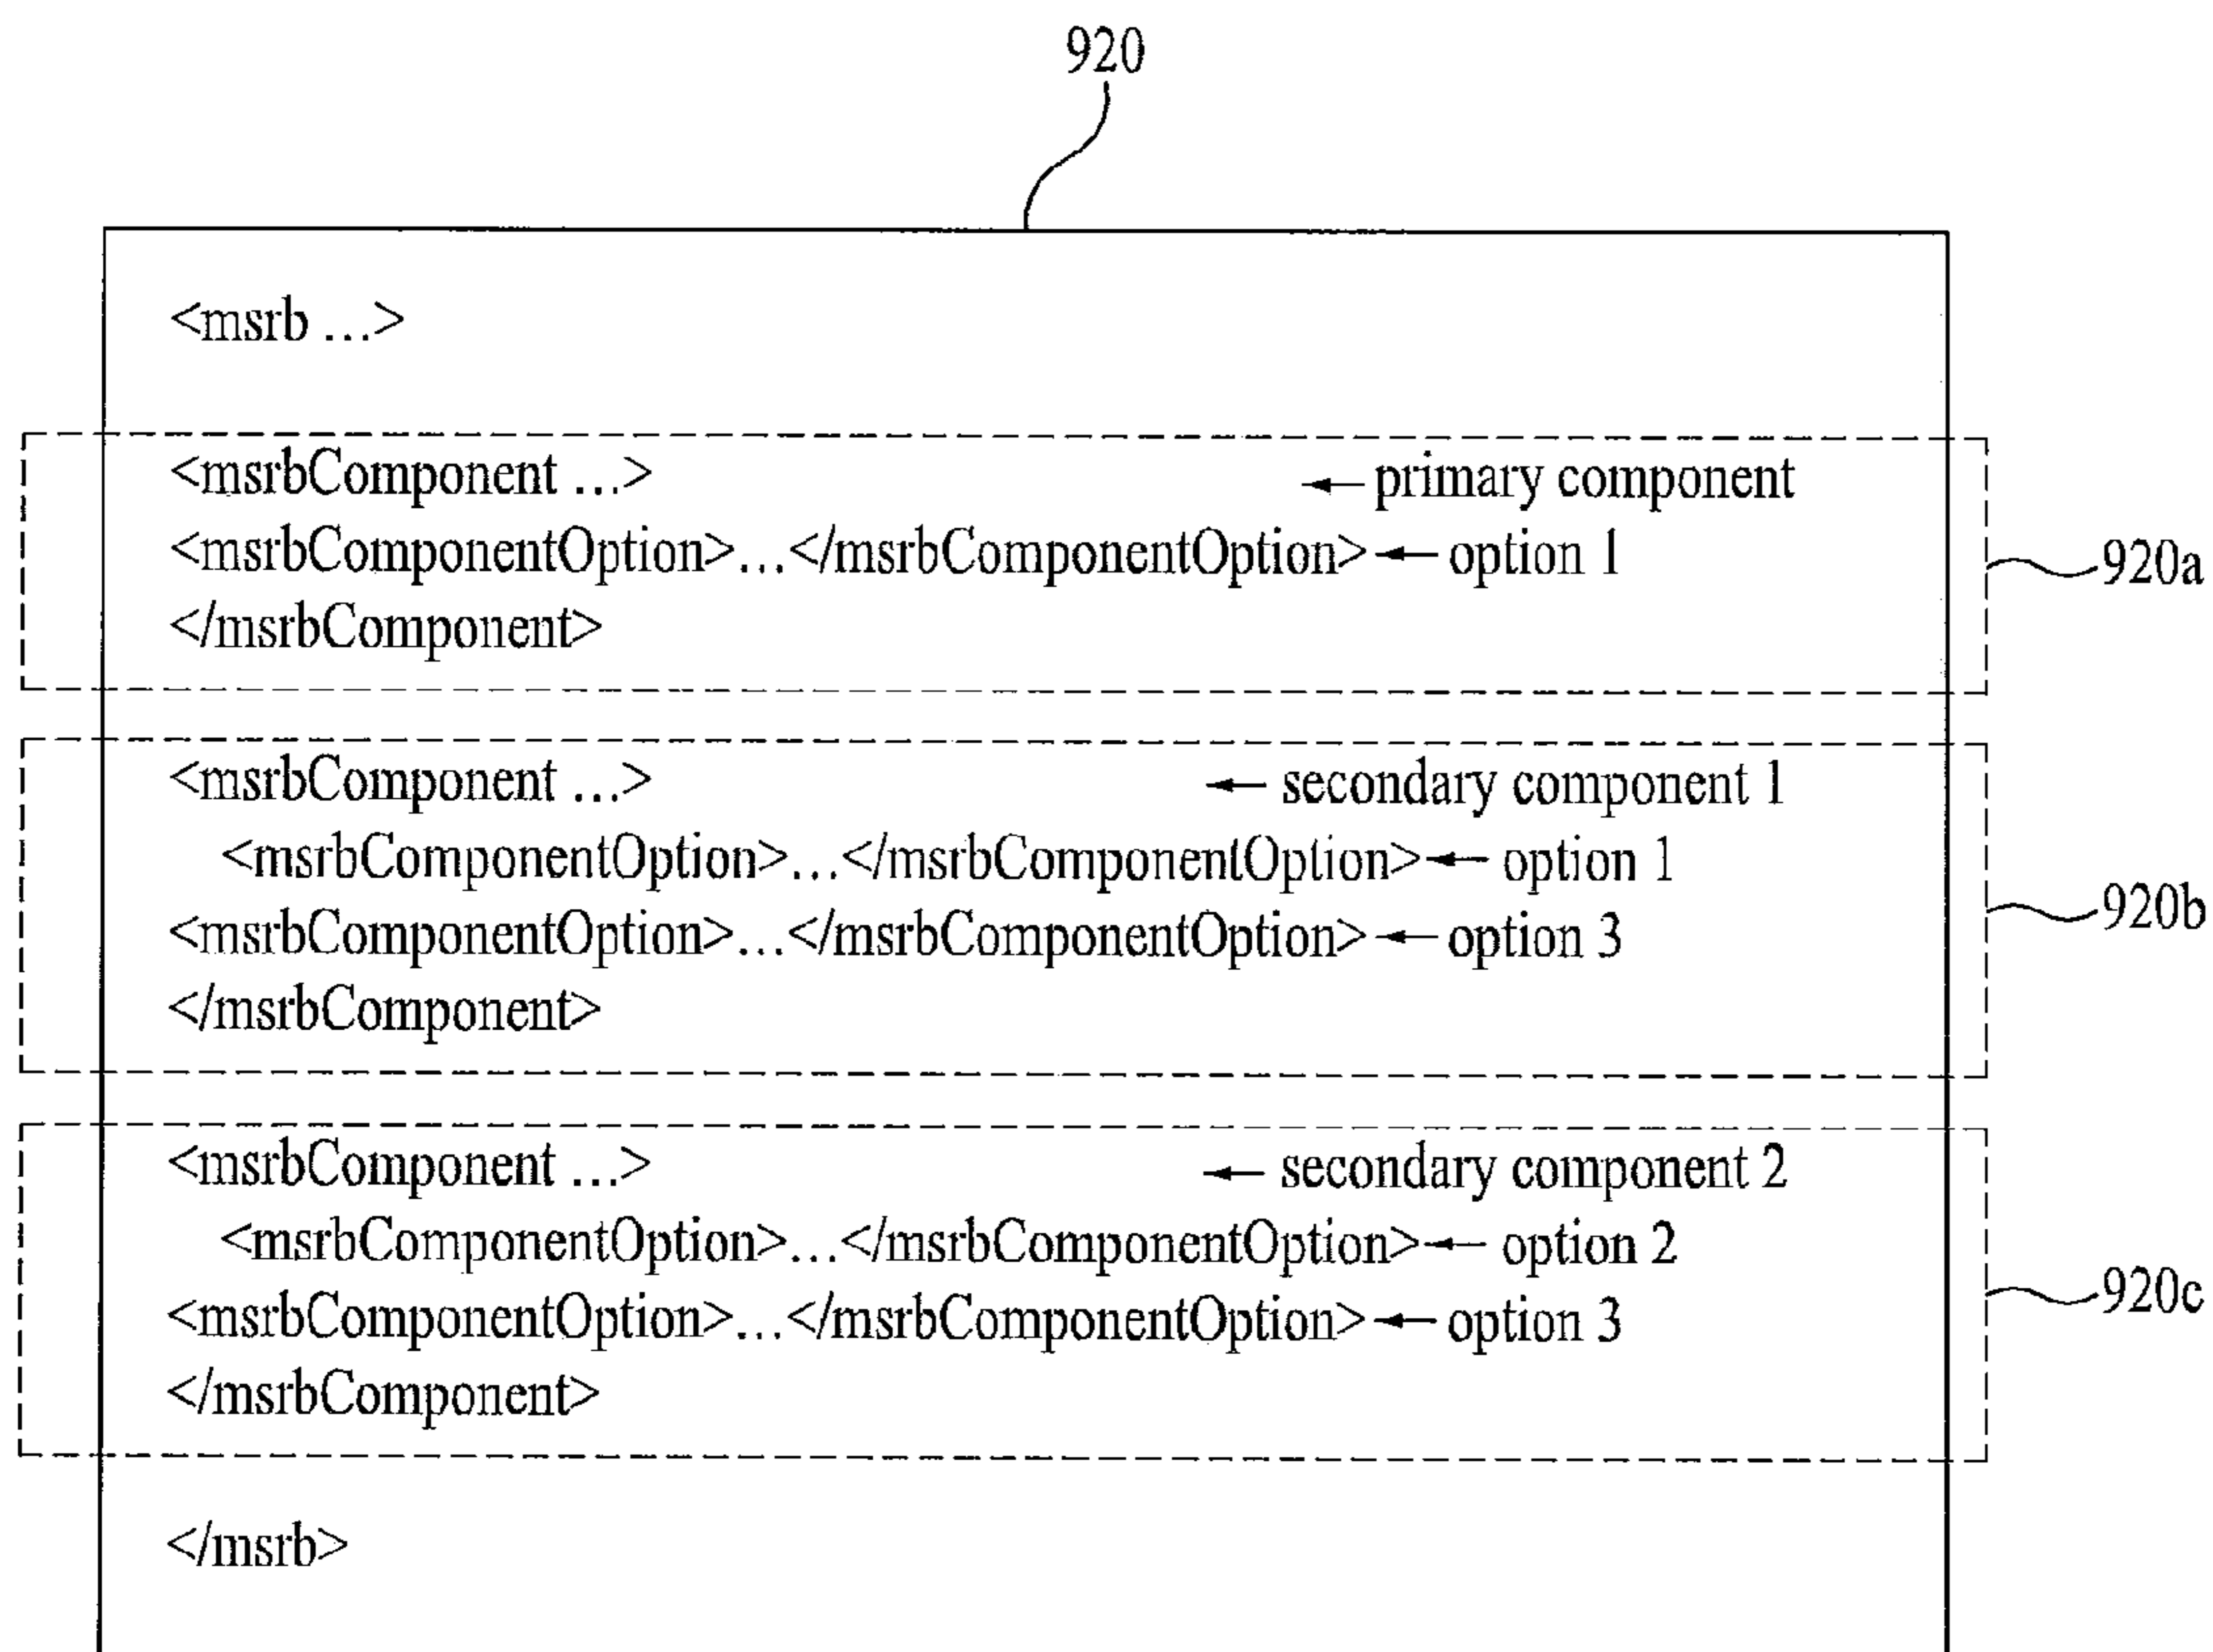 920
<msrb ...>
<msrbComponent ...> ← primary component
<msrbComponentOption>...</msrbComponentOption> ← option 1
</msrbComponent>
920a
<msrbComponent ...> ← secondary component 1
<msrbComponentOption>...</msrbComponentOption> ← option 1
<msrbComponentOption>...</msrbComponentOption> ← option 3
</msrbComponent>
920b
<msrbComponent ...> ← secondary component 2
<msrbComponentOption>...</msrbComponentOption> ← option 2
<msrbComponentOption>...</msrbComponentOption> ← option 3
</msrbComponent>
920c
</msrb>